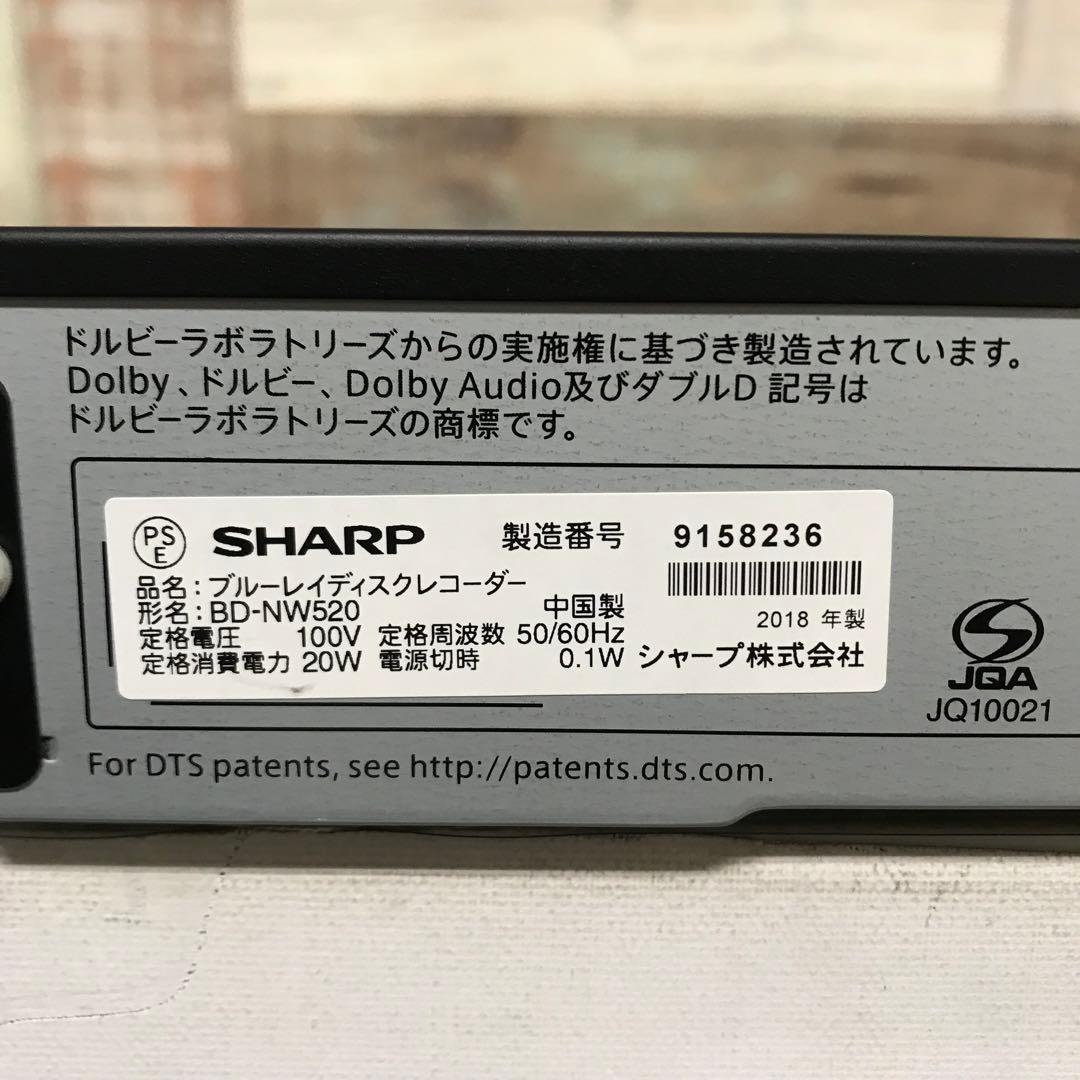 ドルビーラボラトリーズからの実施権に基づき製造されています。
Dolby、ドルビー、Dolby Audio及びダブルD 記号は
ドルビーラボラトリーズの商標です。
PS
E
SHARP 製造番号 9158236
品名：ブルーレイディスクレコーダー
形名：BD-NW520 中国製 2018 年製
定格電圧 100V 定格周波数 50/60Hz
定格消費電力 20W 電源切時 0.1W シャープ株式会社
JQA
JQ10021
For DTS patents, see http://patents.dts.com.